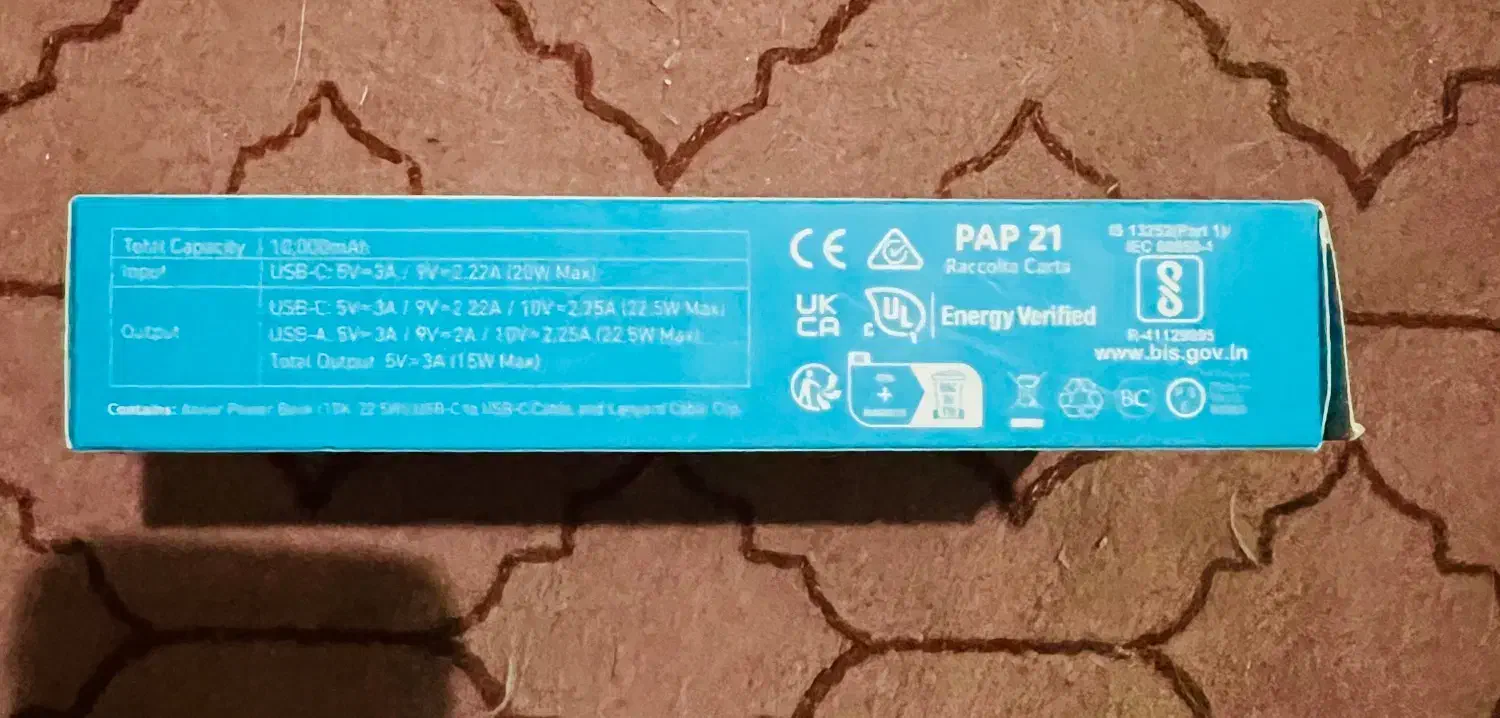 Total Capacity 10,000mAh
Input USB-C: 5V=3A / 9V=2.22A (20W Max)
Output
USB-C: 5V=3A / 9V=2.22A / 10V=2.25A (22.5W Max)
USB-A: 5V=3A / 9V=2A / 10V=2.25A (22.5W Max)
Total Output: 5V=3A (15W Max)
Contains: Anker Power Bank (10K, 22.5W), USB-C to USB-C Cable, and Lanyard Cable
CE
PAP 21
Raccolta Carta
IS 13252(Part 1)/
IEC 60950-1
UK
CA
UL
Energy Verified
www.bis.gov.in
BC